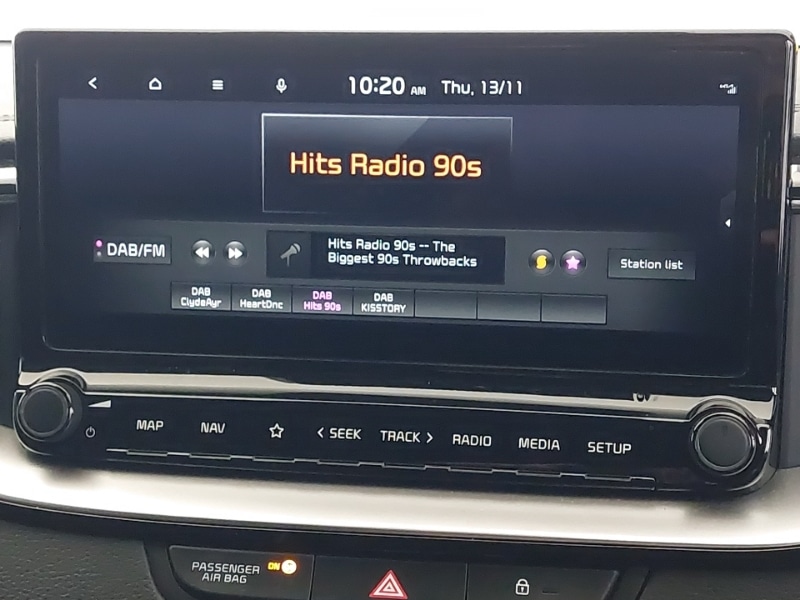 10:20 AM Thu, 13/11
Hits Radio 90s
DAB/FM
Hits Radio 90s -- The
Biggest 90s Throwbacks
Station list
DAB
ClydeAyr
DAB
HeartDnc
DAB
Hits 90s
DAB
KISSTORY
MAP
NAV
< SEEK
TRACK >
RADIO
MEDIA
SETUP
PASSENGER
AIR BAG
ON